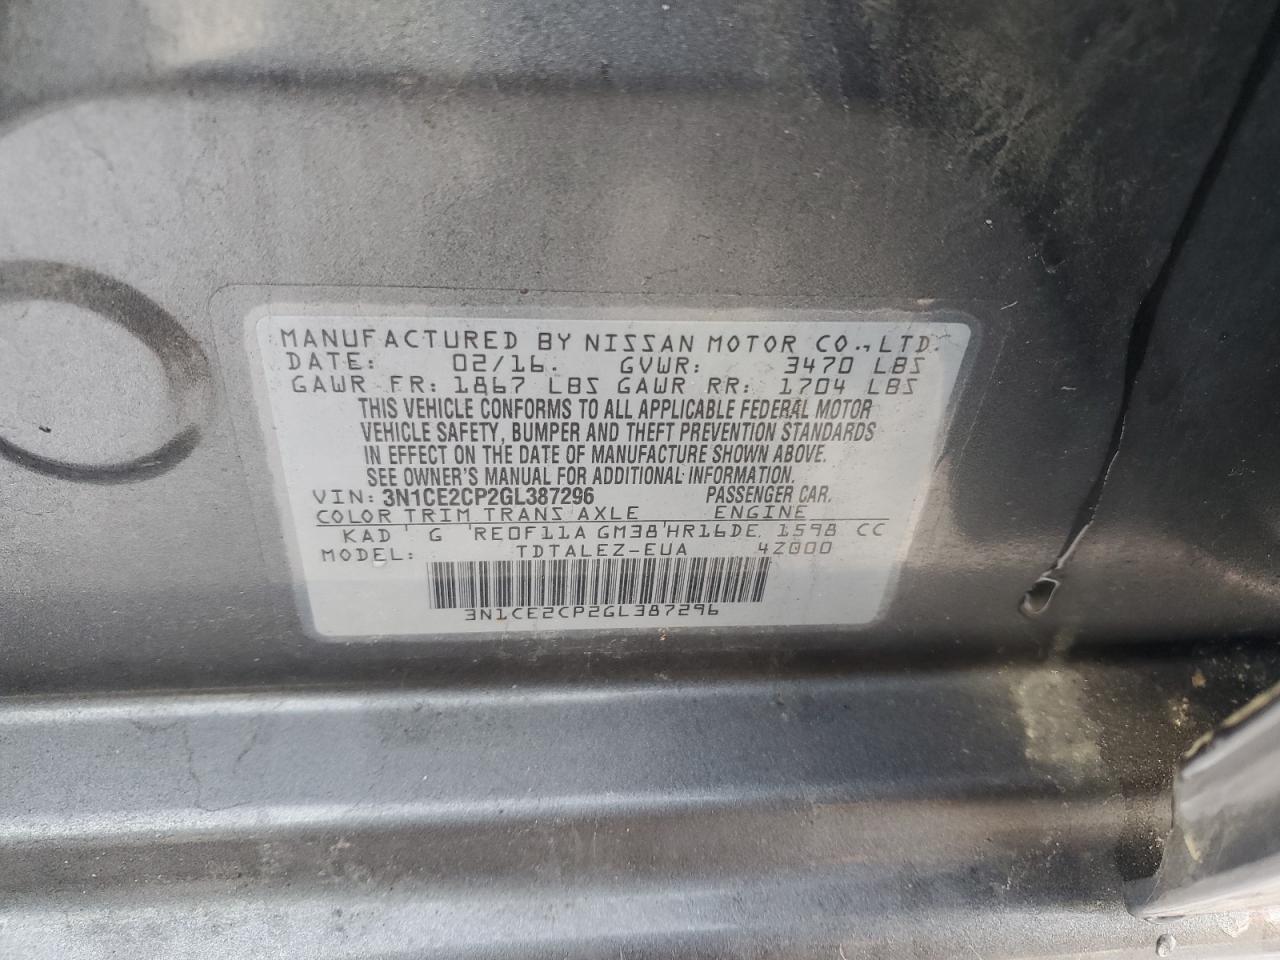 MANUFACTURED BY NISSAN MOTOR CO.,LTD.
DATE: 02/16. GVWR: 3470 LBS
GAWR FR: 1867 LBS GAWR RR: 1704 LBS
THIS VEHICLE CONFORMS TO ALL APPLICABLE FEDERAL MOTOR
VEHICLE SAFETY, BUMPER AND THEFT PREVENTION STANDARDS
IN EFFECT ON THE DATE OF MANUFACTURE SHOWN ABOVE.
SEE OWNER'S MANUAL FOR ADDITIONAL INFORMATION.
VIN: 3N1CE2CP2GL387296 PASSENGER CAR.
COLOR TRIM TRANS AXLE ENGINE
KAD G RE0F11A GM38 HR16DE 1598 CC
MODEL: TDTALEZ-EUA 4Z000
3N1CE2CP2GL387296